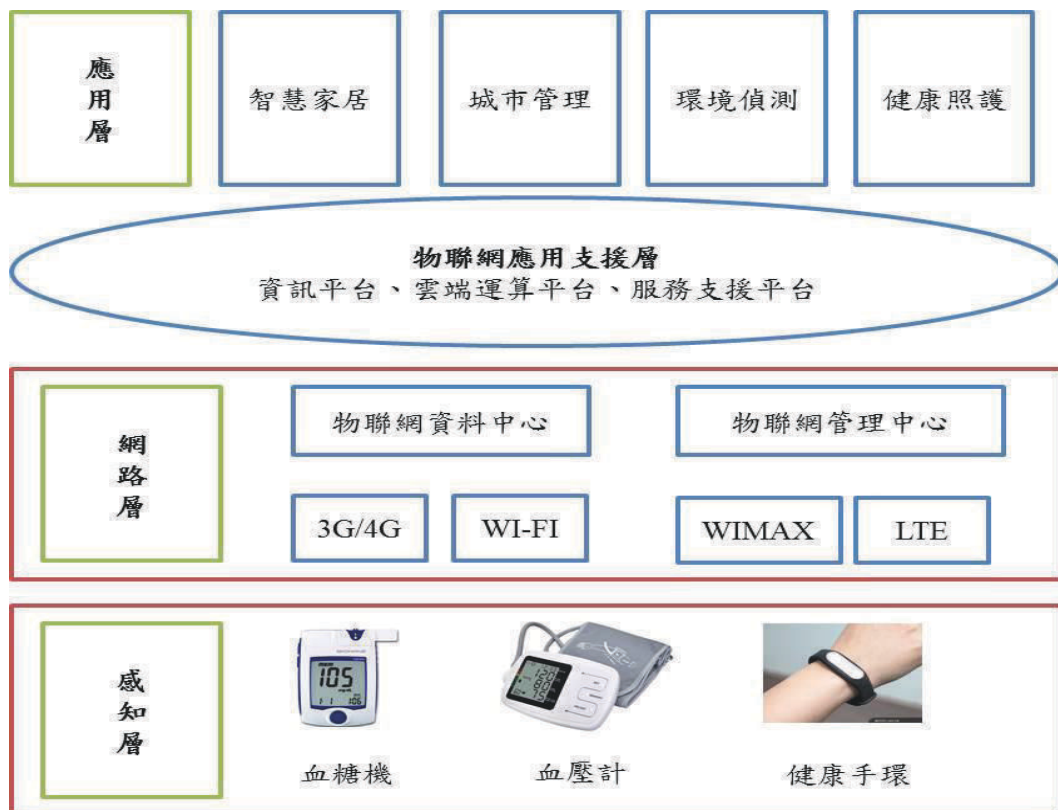 應用層
智慧家居
城市管理
環境偵測
健康照護
物聯網應用支援層
資訊平台、雲端運算平台、服務支援平台
網路層
物聯網資料中心
物聯網管理中心
3G/4G
WI-FI
WIMAX
LTE
感知層
105
血糖機
血壓計
健康手環